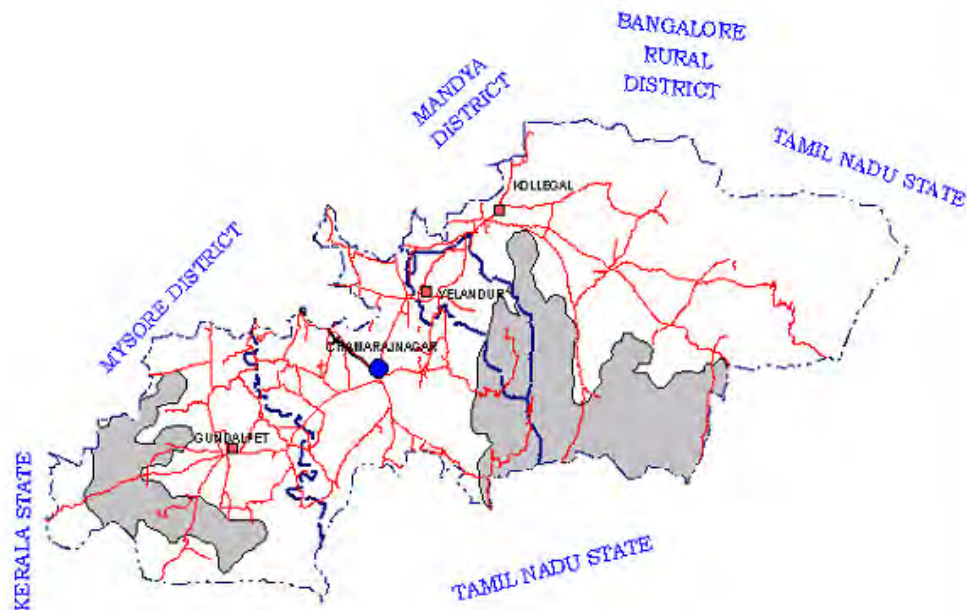 BANGALORE
RURAL
DISTRICT
MANDYA
DISTRICT
TAMIL NADU STATE
KOLLEGAL
MYSORE DISTRICT
YELANDUR
CHAMARAJNAGAR
GUNDALPET
KERALA STATE
TAMIL NADU STATE